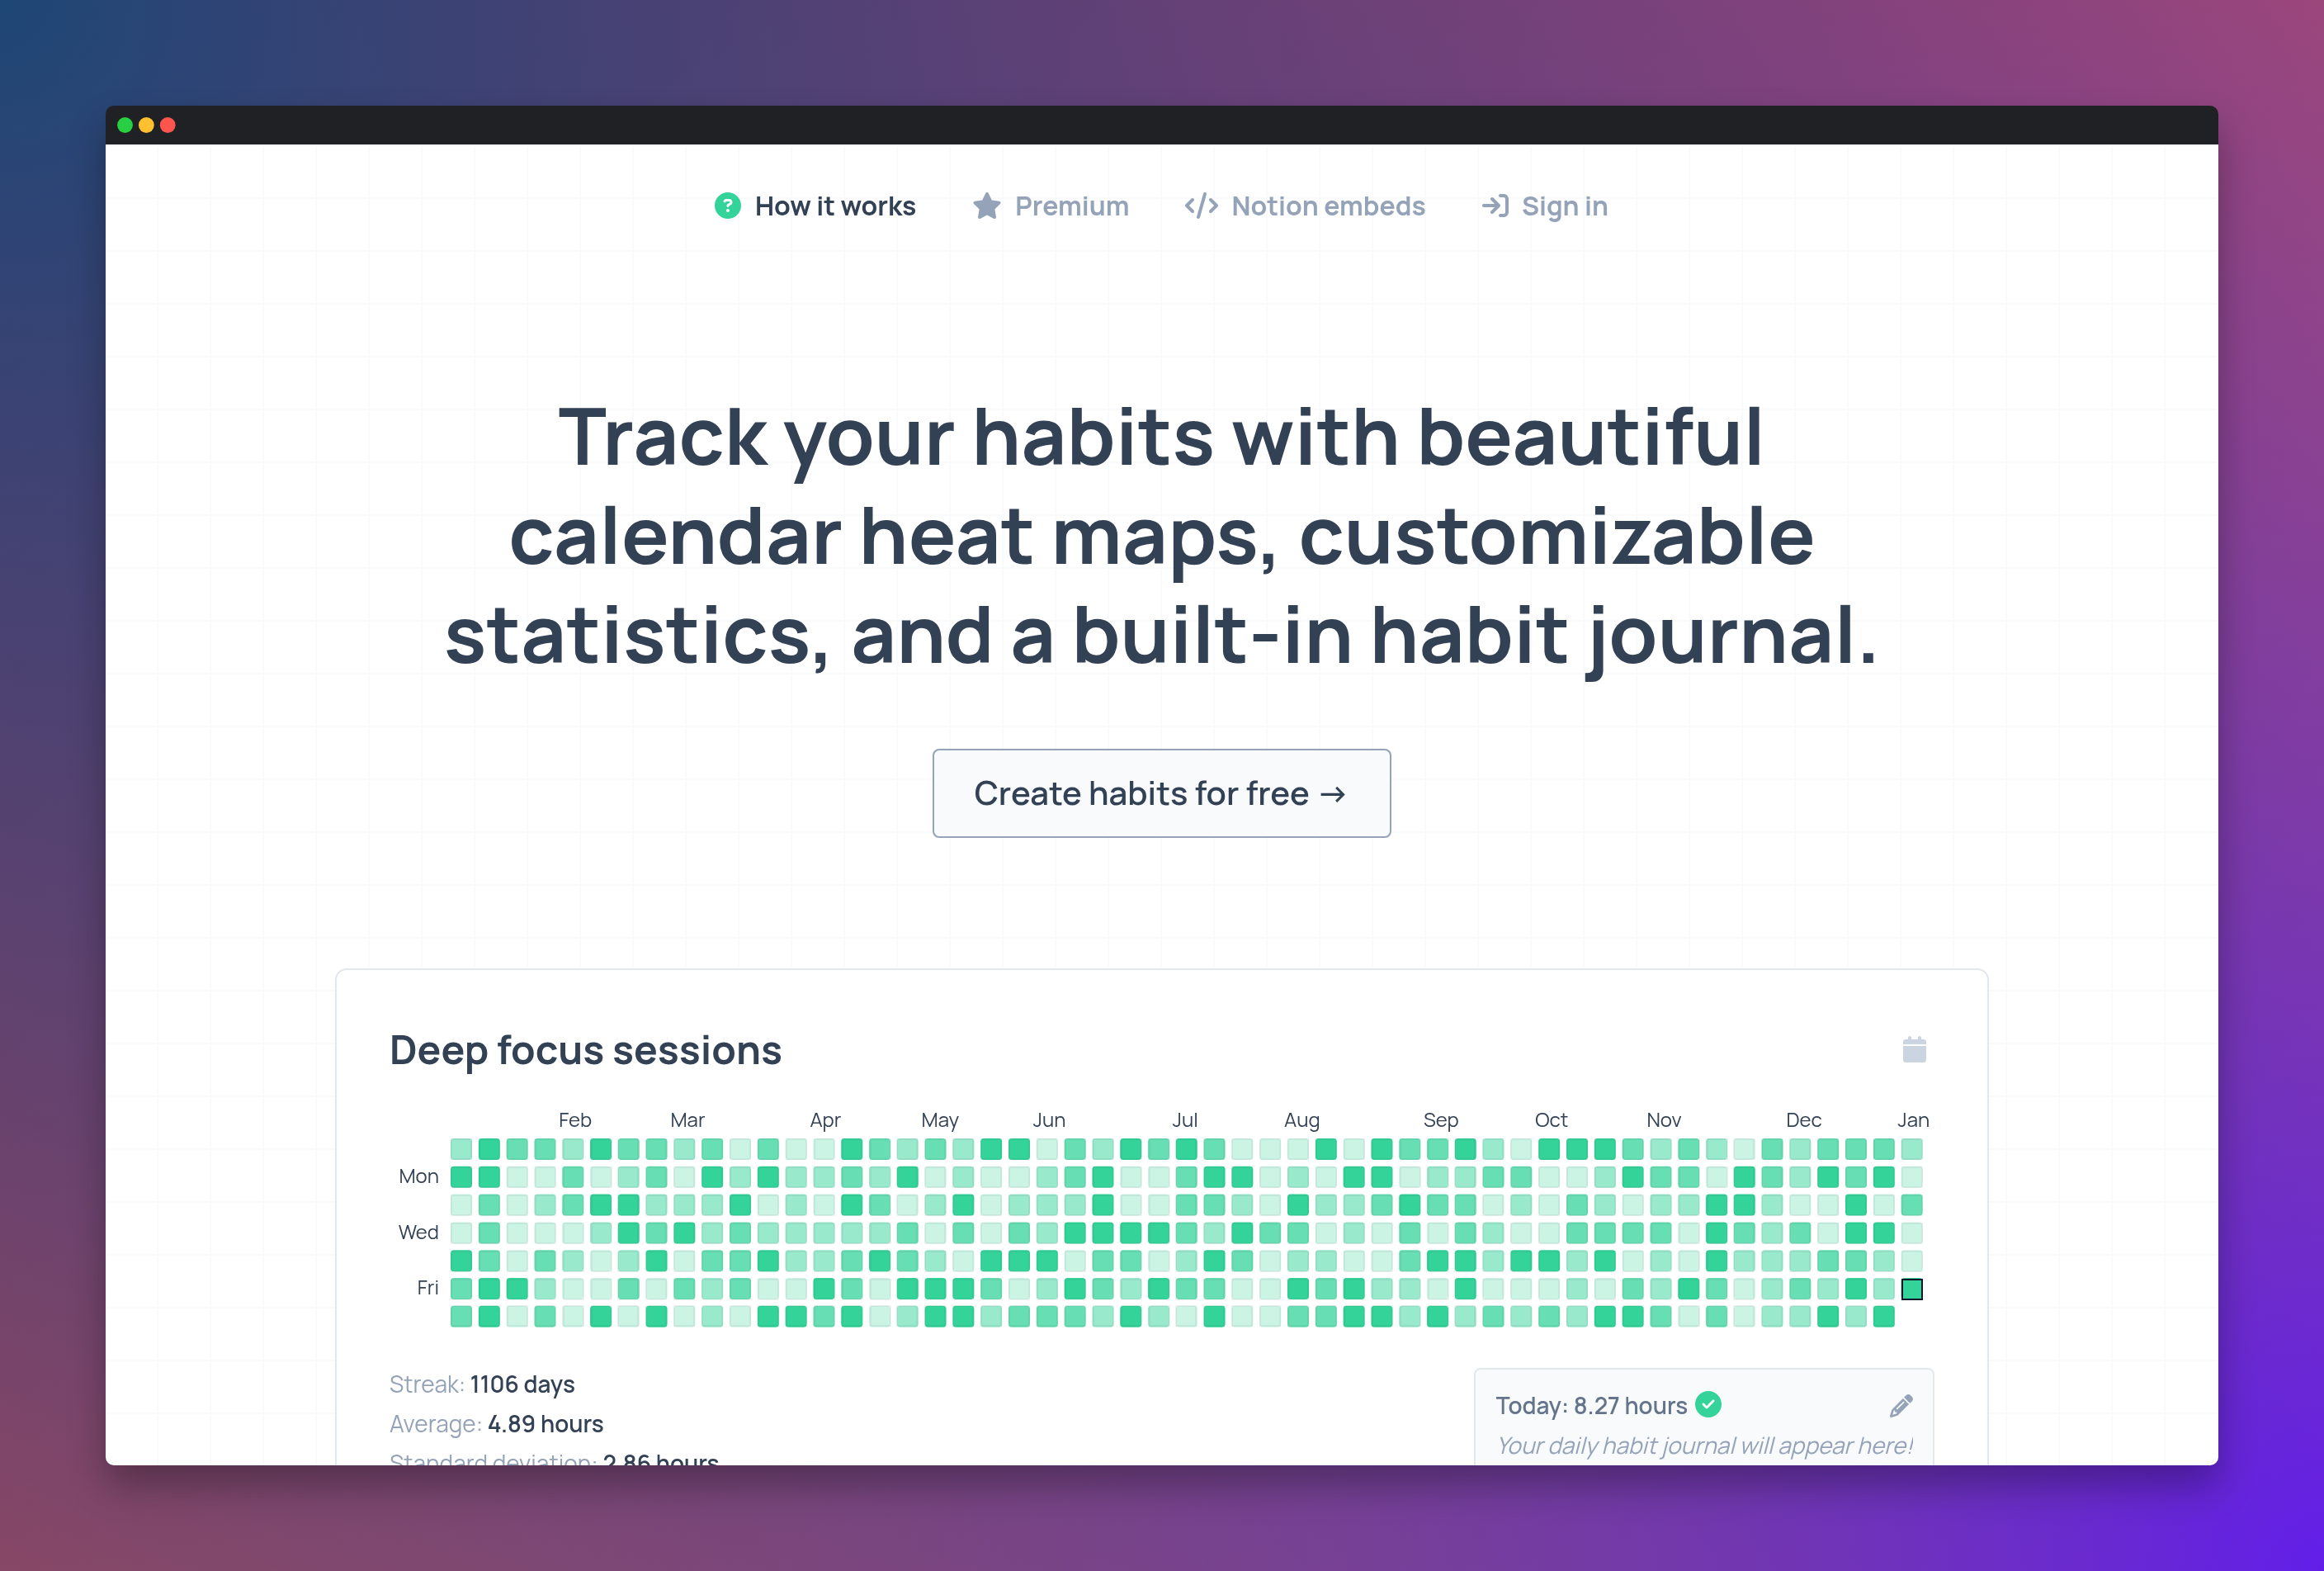 How it works Premium Notion embeds Sign in
Track your habits with beautiful
calendar heat maps, customizable
statistics, and a built-in habit journal.
Create habits for free →
Deep focus sessions
Feb Mar Apr May Jun Jul Aug Sep Oct Nov Dec Jan
Mon
Wed
Fri
Streak: 1106 days
Average: 4.89 hours
Standard deviation: 2.86 hours
Today: 8.27 hours
Your daily habit journal will appear here!